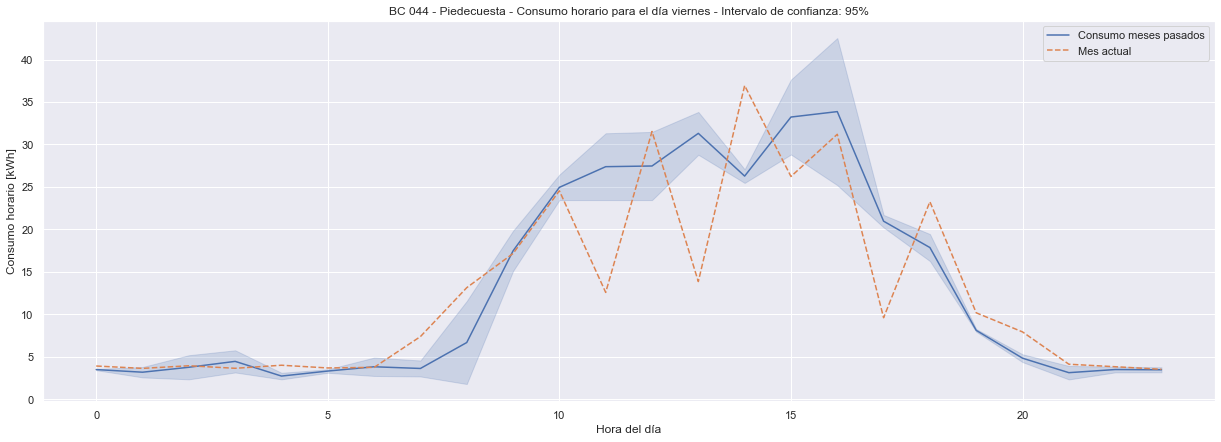 BC 044 - Piedecuesta - Consumo horario para el día viernes - Intervalo de confianza: 95%
Consumo meses pasados
Mes actual
Consumo horario [kWh]
40
35
30
25
20
15
10
5
0
0
5
10
15
20
Hora del día